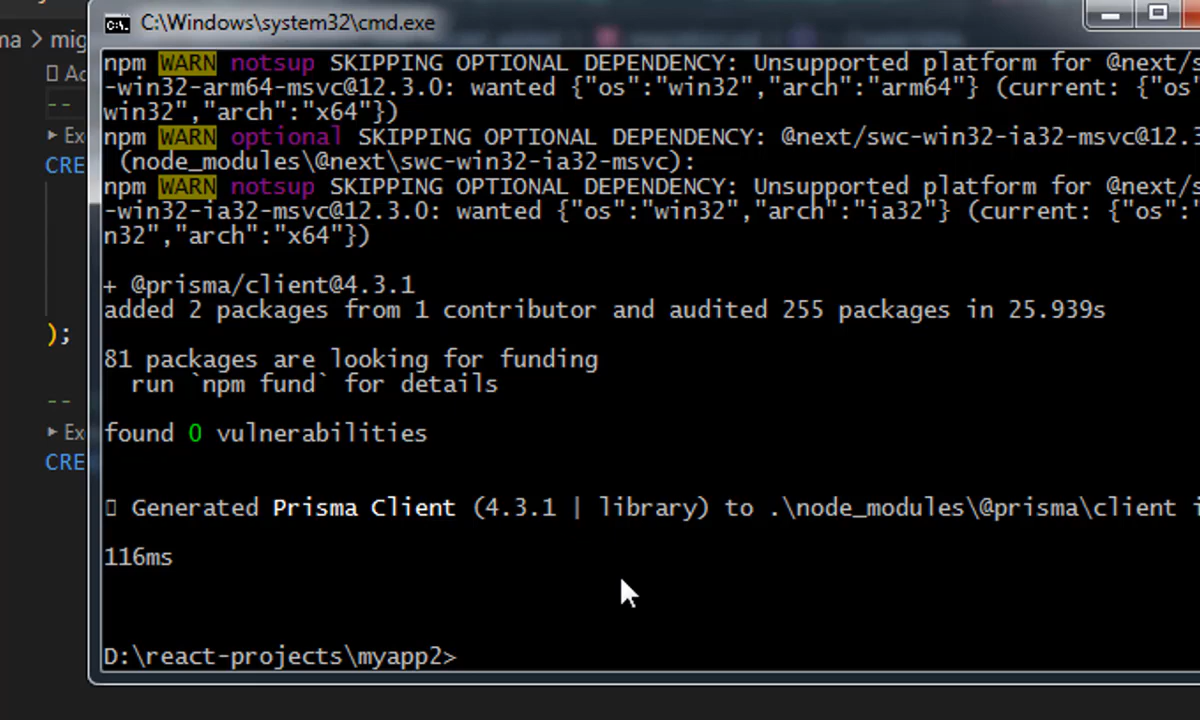 C:\Windows\system32\cmd.exe
ma > mig
Ac
--
Exe
CRE
);
--
Exe
CRE
npm WARN notsup SKIPPING OPTIONAL DEPENDENCY: Unsupported platform for @next/s
-win32-arm64-msvc@12.3.0: wanted {"os":"win32","arch":"arm64"} (current: {"os"
win32","arch":"x64"})
npm WARN optional SKIPPING OPTIONAL DEPENDENCY: @next/swc-win32-ia32-msvc@12.3
(node_modules\@next\swc-win32-ia32-msvc):
npm WARN notsup SKIPPING OPTIONAL DEPENDENCY: Unsupported platform for @next/s
-win32-ia32-msvc@12.3.0: wanted {"os":"win32","arch":"ia32"} (current: {"os":"
n32","arch":"x64"})
+ @prisma/client@4.3.1
added 2 packages from 1 contributor and audited 255 packages in 25.939s
81 packages are looking for funding
run `npm fund` for details
found 0 vulnerabilities
Generated Prisma Client (4.3.1 | library) to .\node_modules\@prisma\client i
116ms
D:\react-projects\myapp2>